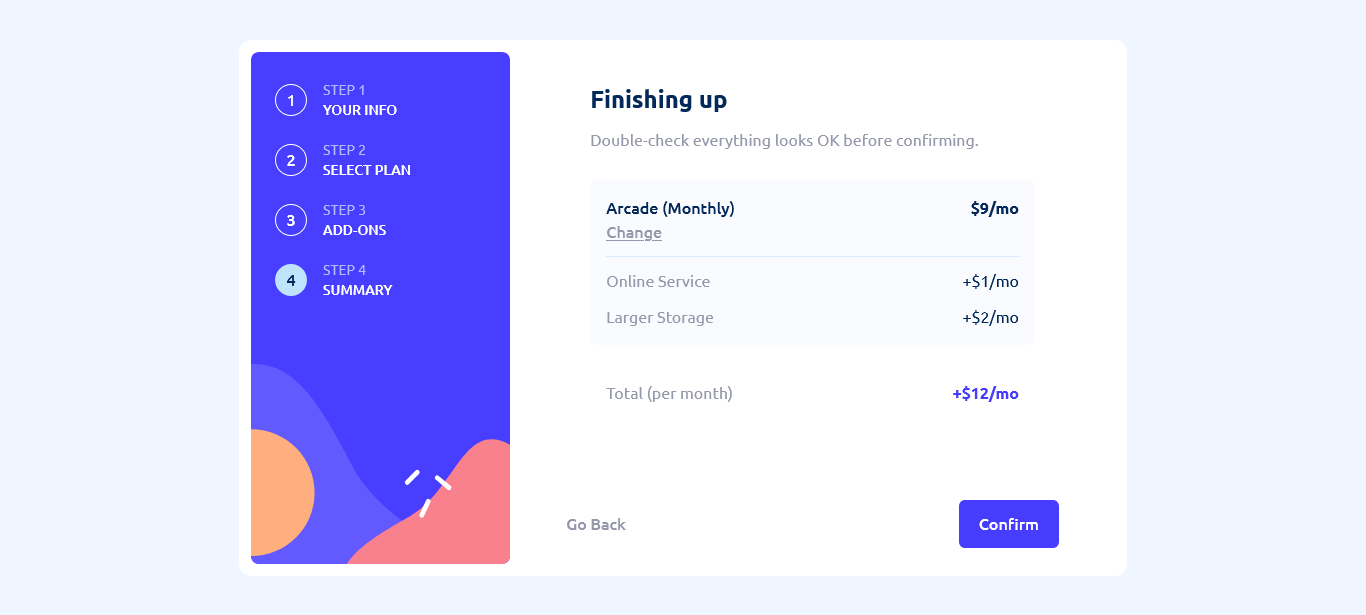 1
STEP 1
YOUR INFO
2
STEP 2
SELECT PLAN
3
STEP 3
ADD-ONS
4
STEP 4
SUMMARY
Finishing up
Double-check everything looks OK before confirming.
Arcade (Monthly) $9/mo
Change
Online Service +$1/mo
Larger Storage +$2/mo
Total (per month) +$12/mo
Go Back Confirm